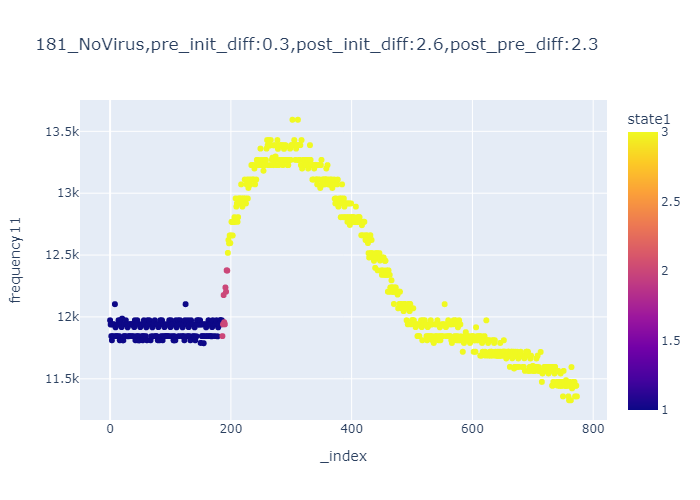 181_NoVirus,pre_init_diff:0.3,post_init_diff:2.6,post_pre_diff:2.3
state1
13.5k
13k
12.5k
12k
11.5k
frequency11
0
200
400
600
800
_index
3
2.5
2
1.5
1